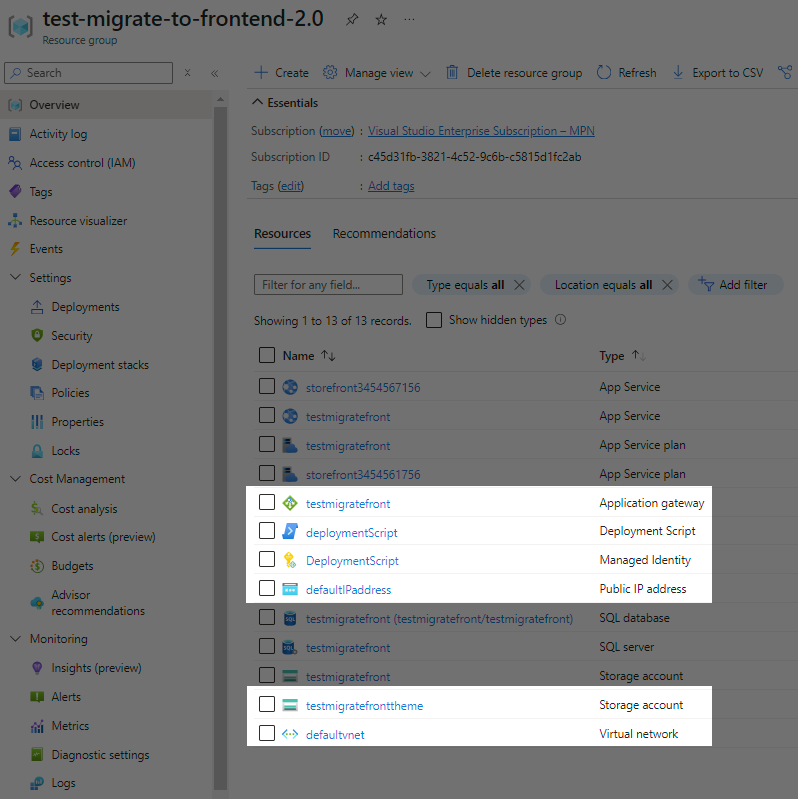 test-migrate-to-frontend-2.0
Resource group
Search
Create Manage view Delete resource group Refresh Export to CSV
Overview
Activity log
Access control (IAM)
Tags
Resource visualizer
Events
Settings
Deployments
Security
Deployment stacks
Policies
Properties
Locks
Cost Management
Cost analysis
Cost alerts (preview)
Budgets
Advisor
recommendations
Monitoring
Insights (preview)
Alerts
Metrics
Diagnostic settings
Logs
Essentials
Subscription (move) : Visual Studio Enterprise Subscription – MPN
Subscription ID : c45d31fb-3821-4c52-9c6b-c5815d1fc2ab
Tags (edit) : Add tags
Resources Recommendations
Filter for any field... Type equals all Location equals all Add filter
Showing 1 to 13 of 13 records. Show hidden types
Name Type
storefront3454567156 App Service
testmigratefront App Service
testmigratefront App Service plan
storefront3454561756 App Service plan
testmigratefront Application gateway
deploymentScript Deployment Script
DeploymentScript Managed Identity
defaultIPaddress Public IP address
testmigratefront (testmigratefront/testmigratefront) SQL database
testmigratefront SQL server
testmigratefront Storage account
testmigratefronttheme Storage account
defaultvnet Virtual network